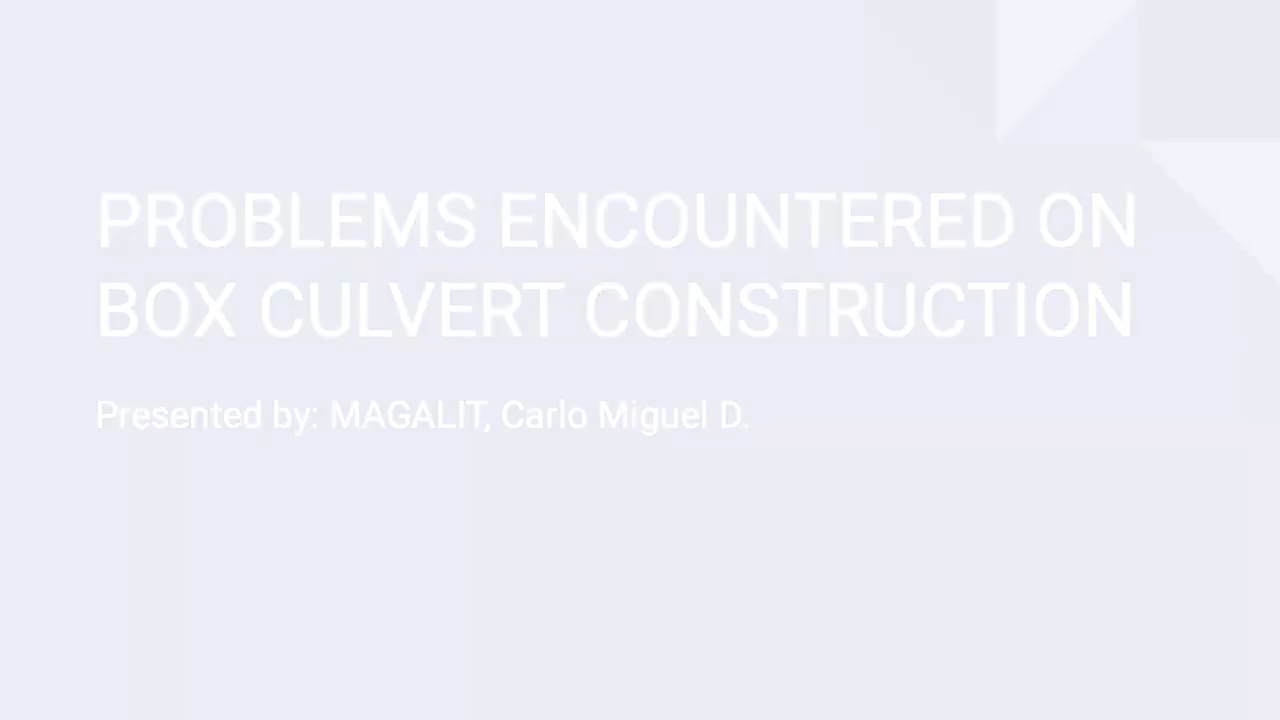 PROBLEMS ENCOUNTERED ON
BOX CULVERT CONSTRUCTION
Presented by: MAGALIT, Carlo Miguel D.